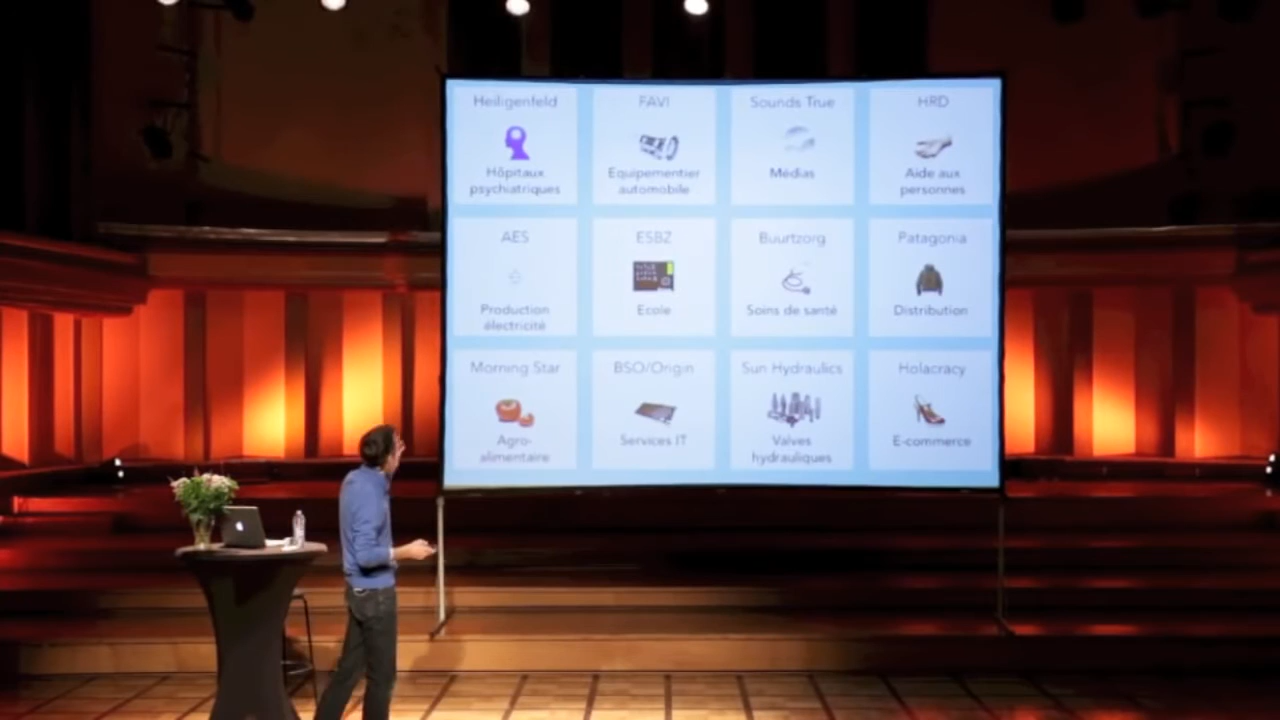 Heiligenfeld
Hôpitaux
psychiatriques
FAVI
Equipementier
automobile
Sounds True
Médias
HRD
Aide aux
personnes
AES
Production
électricité
ESBZ
Ecole
Buurtzorg
Soins de santé
Patagonia
Distribution
Morning Star
Agro-
alimentaire
BSO/Origin
Services IT
Sun Hydraulics
Valves
hydrauliques
Holacracy
E-commerce